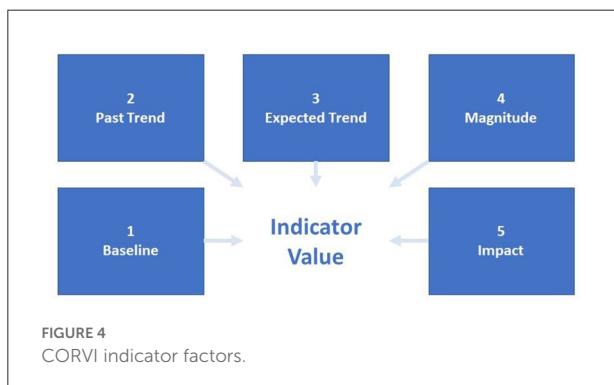 2
Past Trend
3
Expected Trend
4
Magnitude
1
Baseline
Indicator
Value
5
Impact
FIGURE 4
CORVI indicator factors.